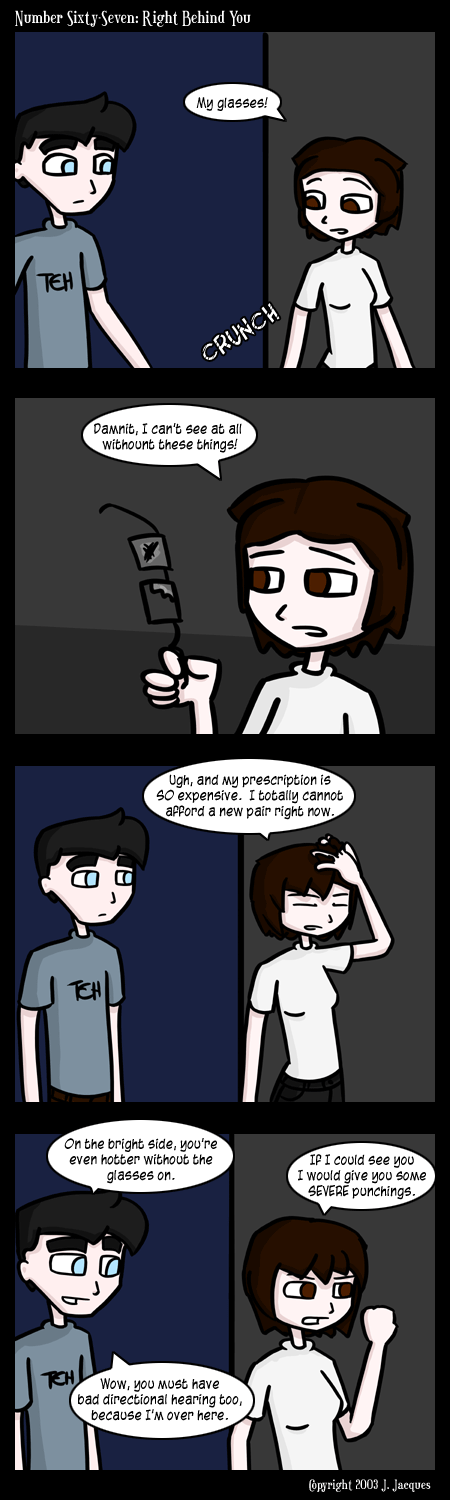 Number Sixty-Seven: Right Behind You
My glasses!
TEH
CRUNCH
Damnit, I can't see at all
withount these things!
Ugh, and my prescription is
SO expensive. I totally cannot
afford a new pair right now.
TEH
On the bright side, you're
even hotter without the
glasses on.
If I could see you
I would give you some
SEVERE punchings.
TEH
Wow, you must have
bad directional hearing too,
because I'm over here.
Copyright 2003 J. Jacques